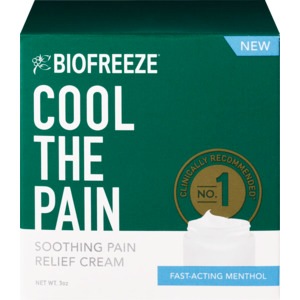 NEW
BIOFREEZE®
COOL
THE
PAIN
CLINICALLY RECOMMENDED
NO. 1
SOOTHING PAIN
RELIEF CREAM
NET WT. 3oz
FAST-ACTING MENTHOL